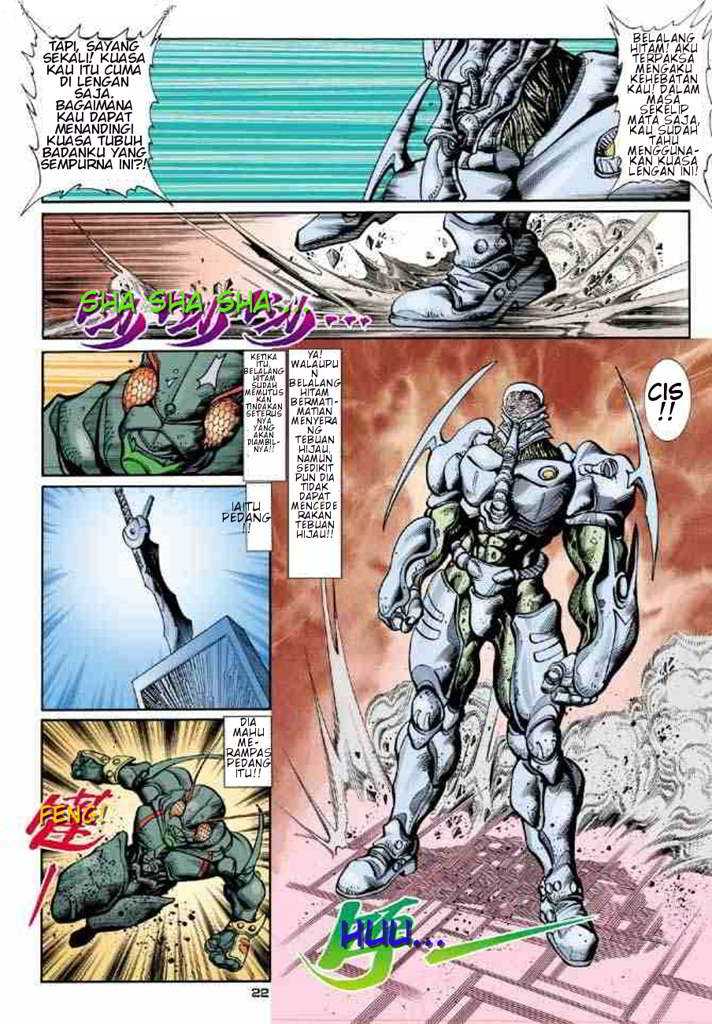 BELALANG
HITAM! AKU
TERPAKSA
MENGAKU
KEHEBATAN
KAU! DALAM
MASA
SEKELIP
MATA SAJA,
KAU SUDAH
TAHU
MENGGUNA-
KAN KUASA
LENGAN INI!
TAPI, SAYANG
SEKALI! KUASA
KAU ITU CUMA
DI LENGAN
SAJA.
BAGAIMANA
KAU DAPAT
MENANDINGI
KUASA TUBUH
BADANKU YANG
SEMPURNA INI?!
SHA SHA SHA ...
CIS
!!
YA!
WALAUPU
N
BELALANG
HITAM
BERMATI-
MATIAN
MENYERA
NG
TEBUAN
HIJAU,
NAMUN
SEDIKIT
PUN DIA
TIDAK
DAPAT
MENCEDE
RAKAN
TEBUAN
HIJAU!!
HUU...
KETIKA
ITU,
BELALANG
HITAM
SUDAH
MEMUTUS
KAN
TINDAKAN
SETERUS
NYA
YANG
AKAN
DIAMBIL-
NYA!!
IAITU
PEDANG
!!
DIA
MAHU
ME-
RAMPAS
PEDANG
ITU!!
PENG!
22